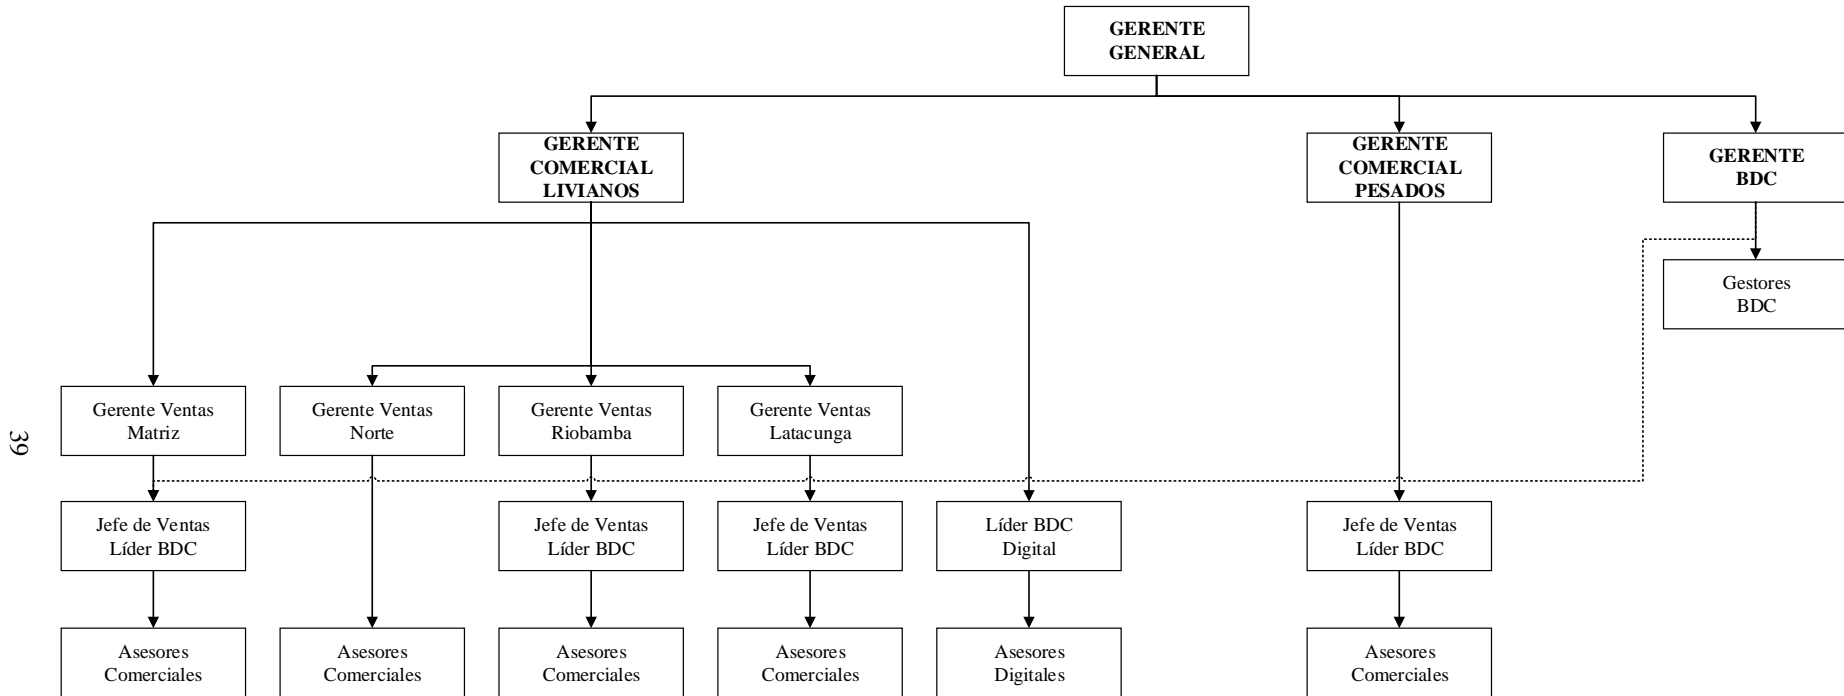 GERENTE
GENERAL
GERENTE
COMERCIAL
LIVIANOS
GERENTE
COMERCIAL
PESADOS
GERENTE
BDC
Gestores
BDC
Gerente Ventas
Matriz
Gerente Ventas
Norte
Gerente Ventas
Riobamba
Gerente Ventas
Latacunga
39
Jefe de Ventas
Líder BDC
Jefe de Ventas
Líder BDC
Jefe de Ventas
Líder BDC
Líder BDC
Digital
Jefe de Ventas
Líder BDC
Asesores
Comerciales
Asesores
Comerciales
Asesores
Comerciales
Asesores
Comerciales
Asesores
Digitales
Asesores
Comerciales